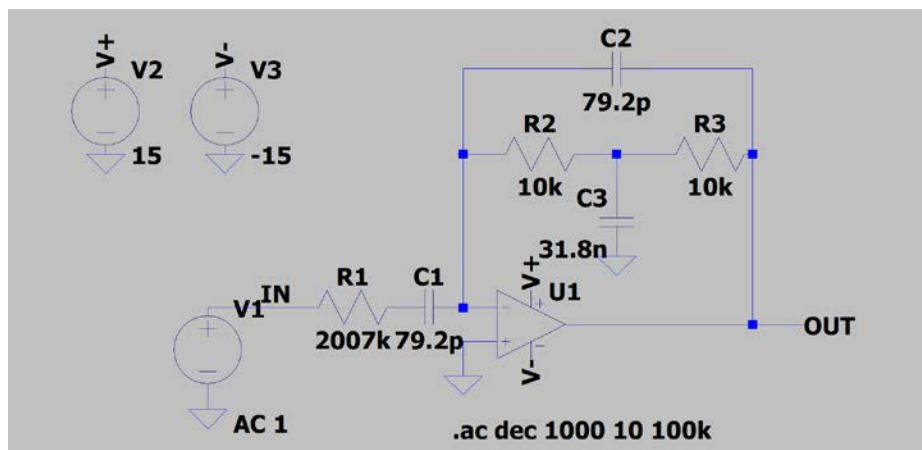 V+
V2
15
V-
V3
-15
C2
79.2p
R2
10k
R3
10k
C3
31.8n
V1
IN
AC 1
R1
2007k
C1
79.2p
V+
U1
V-
OUT
.ac dec 1000 10 100k